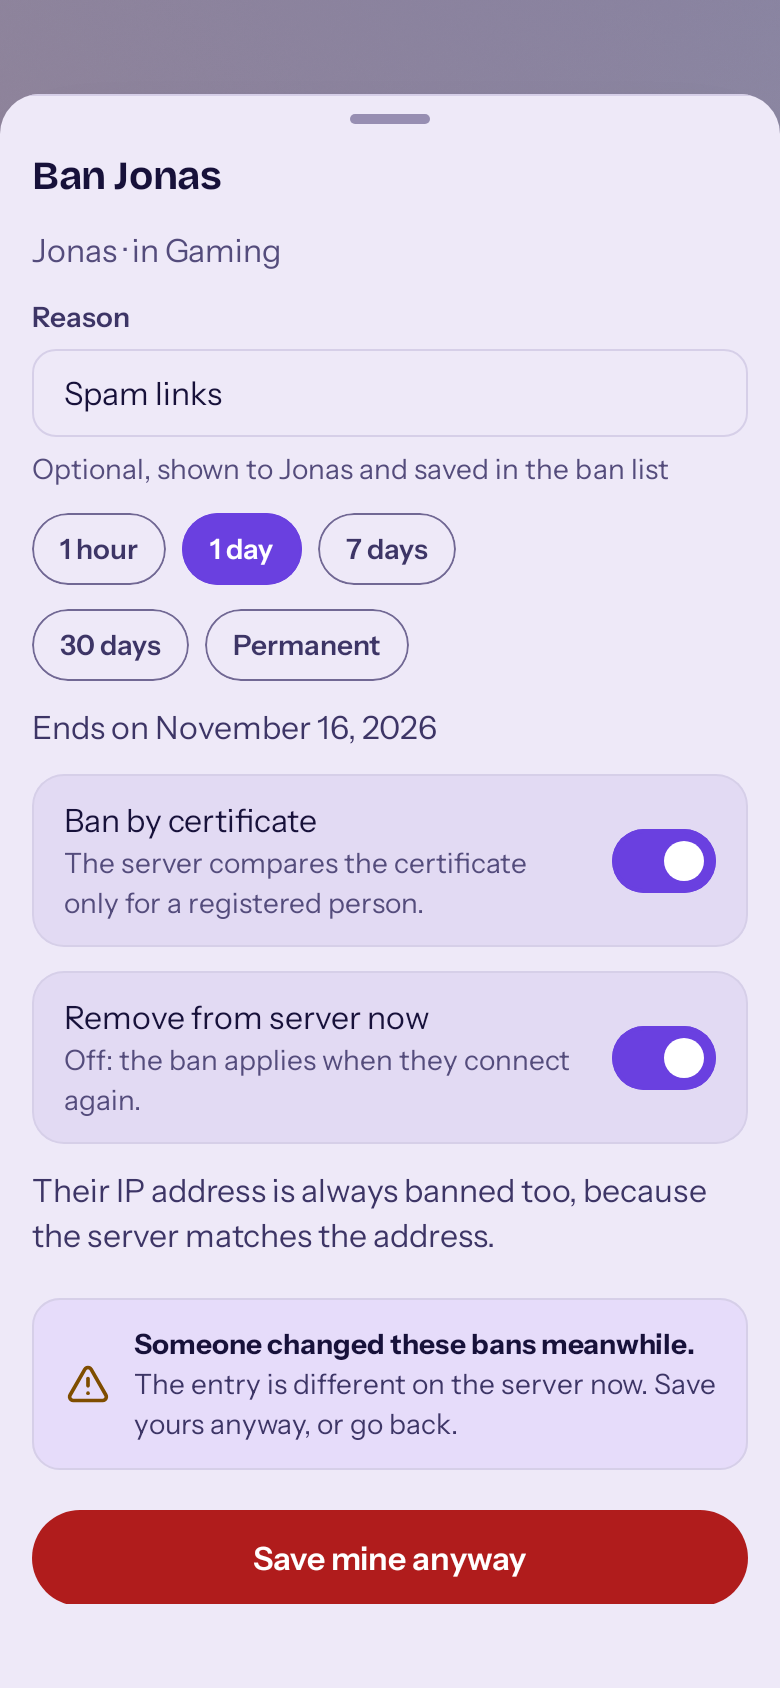 Ban Jonas
Jonas · in Gaming
Reason
Spam links
Optional, shown to Jonas and saved in the ban list
1 hour
1 day
7 days
30 days
Permanent
Ends on November 16, 2026
Ban by certificate
The server compares the certificate
only for a registered person.
Remove from server now
Off: the ban applies when they connect
again.
Their IP address is always banned too, because
the server matches the address.
Someone changed these bans meanwhile.
The entry is different on the server now. Save
yours anyway, or go back.
Save mine anyway